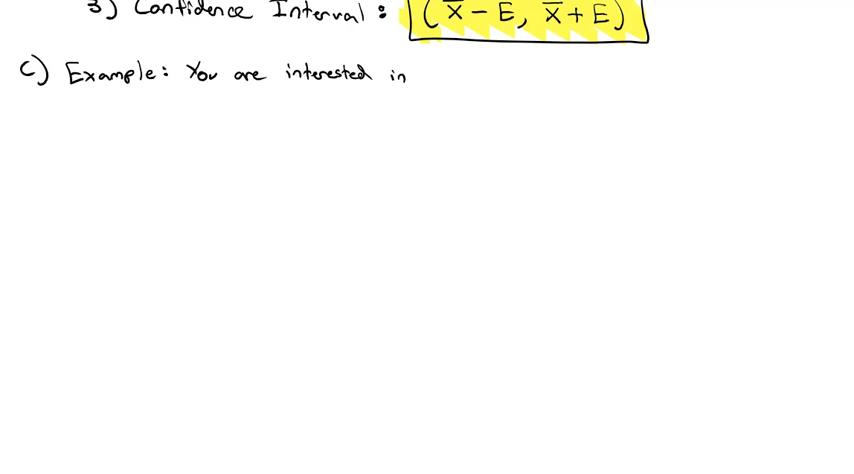 3) Confidence Interval: (X̄ - E, X̄ + E)
C) Example: You are interested in